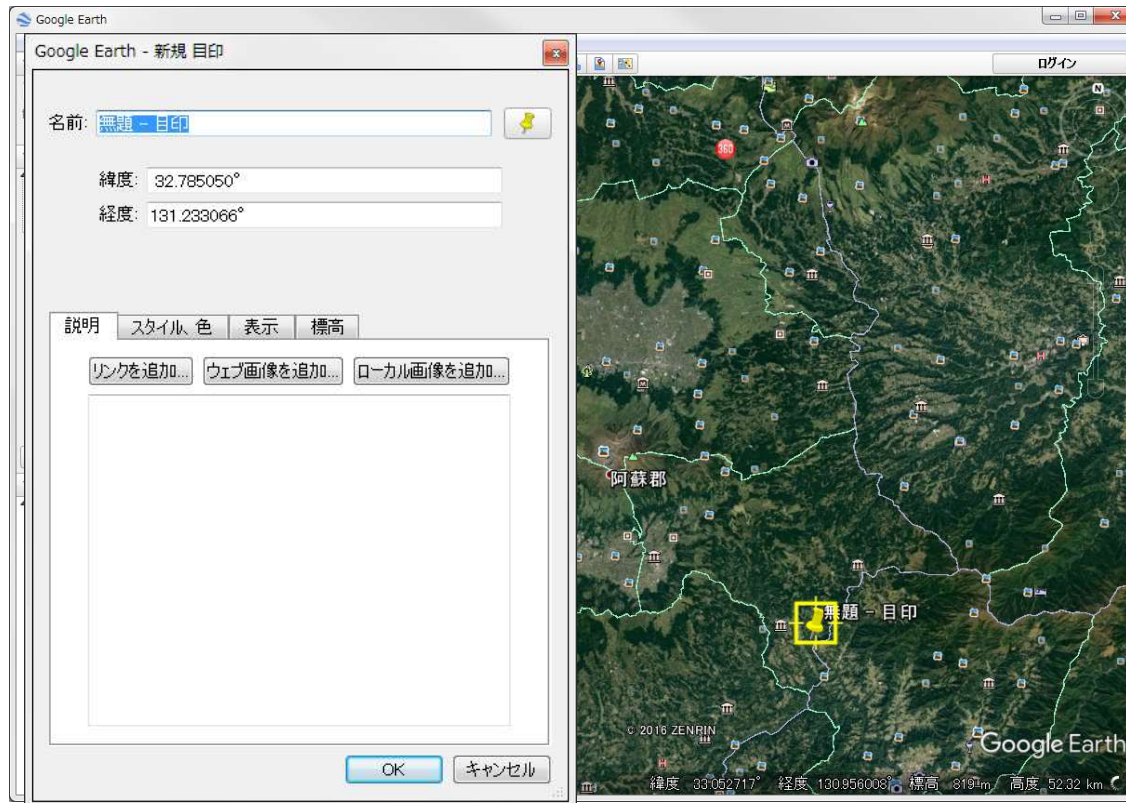 Google Earth
Google Earth - 新規 目印
名前: 無題 - 目印
緯度: 32.785050°
経度: 131.233066°
説明
スタイル、色
表示
標高
リンクを追加...
ウェブ画像を追加...
ローカル画像を追加...
OK
キャンセル
ログイン
N
360
阿蘇郡
無題 - 目印
© 2016 ZENRIN
Google Earth
緯度 33.052717° 経度 130.956008° 標高 819 m 高度 52.32 km